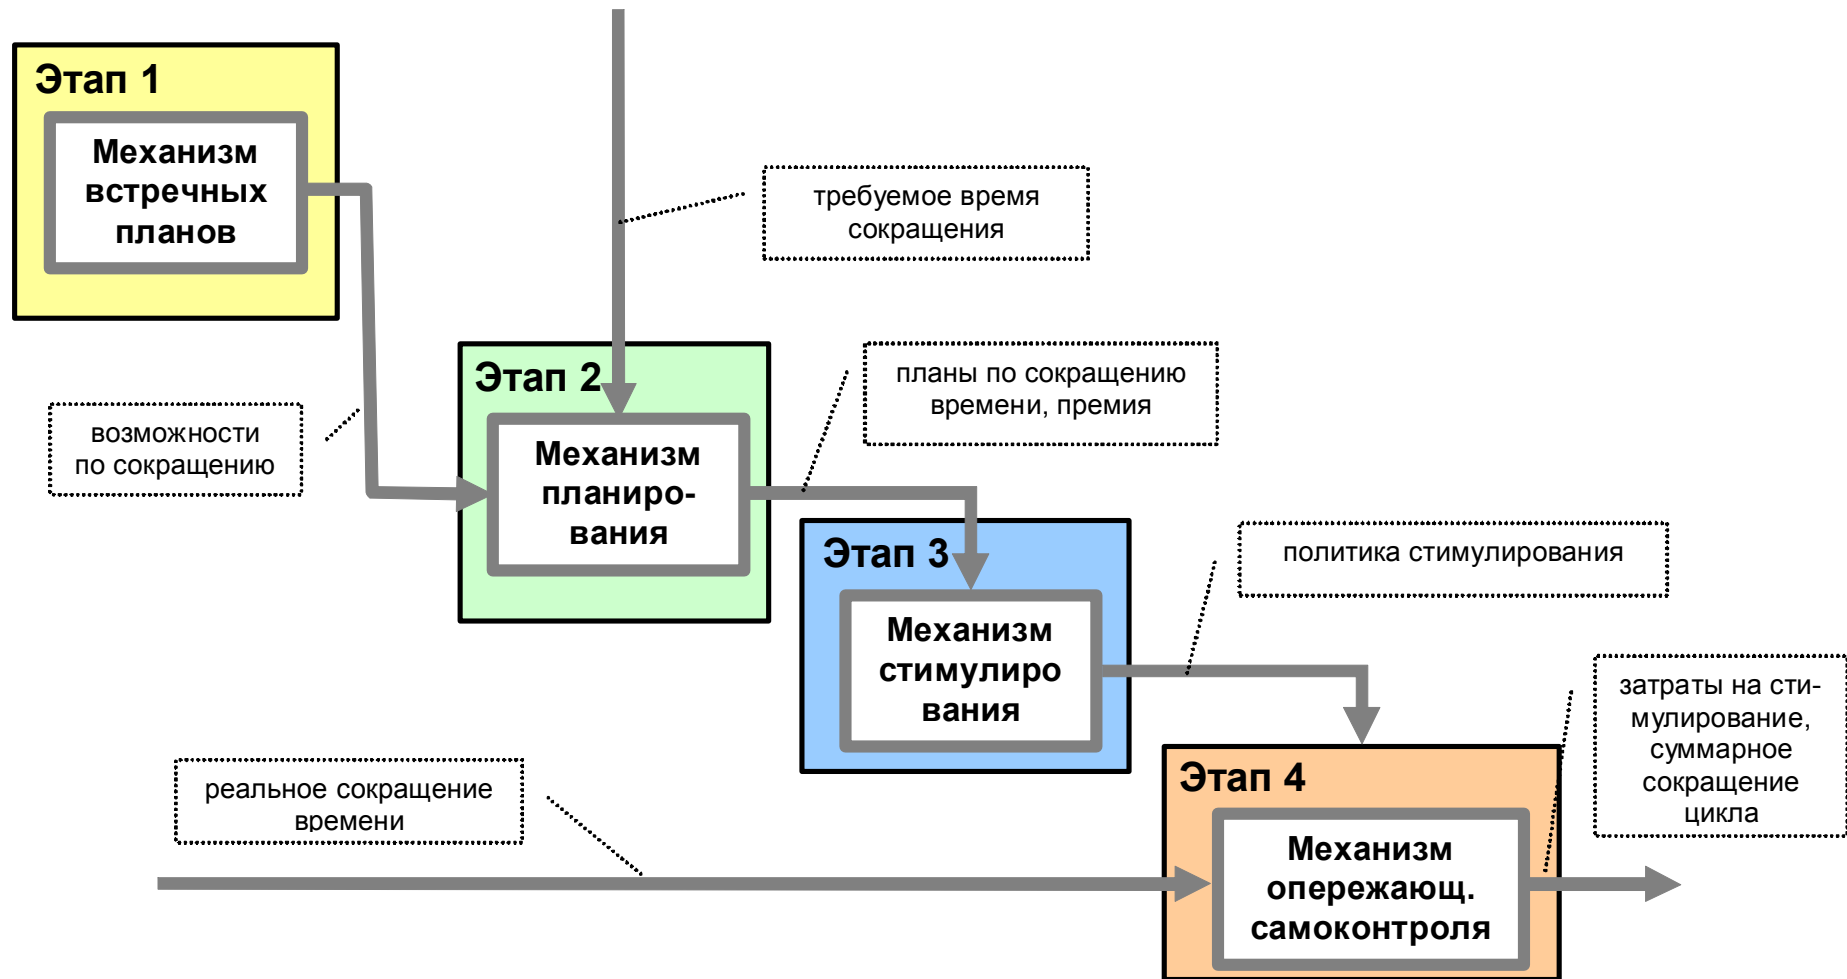 Этап 1
Механизм
встречных
планов
требуемое время
сокращения
Этап 2
Механизм
планиро-
вания
возможности
по сокращению
планы по сокращению
времени, премия
Этап 3
Механизм
стимулиро
вания
политика стимулирования
затраты на сти-
мулирование,
суммарное
сокращение
цикла
реальное сокращение
времени
Этап 4
Механизм
опережающ.
самоконтроля